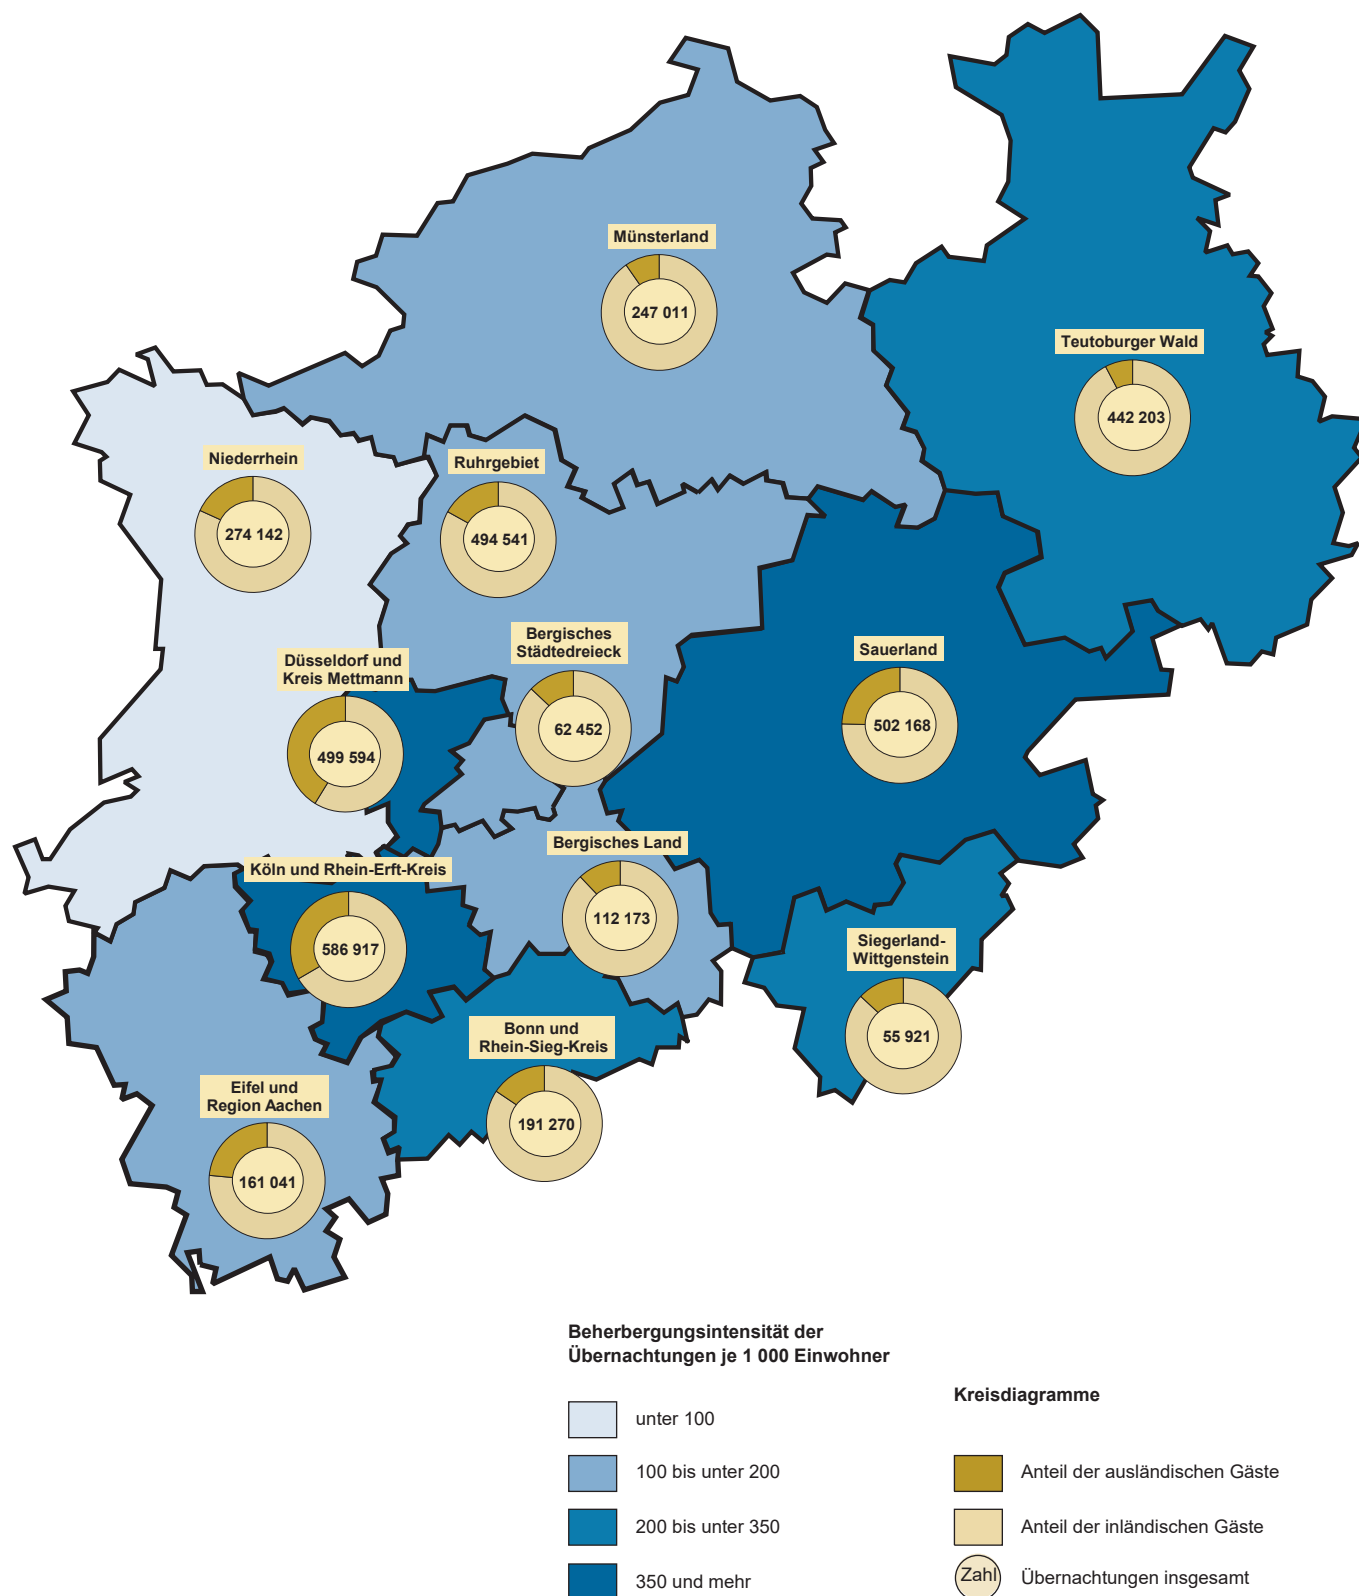 Münsterland
247 011
Teutoburger Wald
442 203
Niederrhein
274 142
Ruhrgebiet
494 541
Bergisches
Städtedreieck
62 452
Düsseldorf und
Kreis Mettmann
499 594
Sauerland
502 168
Bergisches Land
112 173
Köln und Rhein-Erft-Kreis
586 917
Siegerland-
Wittgenstein
55 921
Bonn und
Rhein-Sieg-Kreis
191 270
Eifel und
Region Aachen
161 041
Beherbergungsintensität der
Übernachtungen je 1 000 Einwohner
unter 100
100 bis unter 200
200 bis unter 350
350 und mehr
Kreisdiagramme
Anteil der ausländischen Gäste
Anteil der inländischen Gäste
Zahl Übernachtungen insgesamt